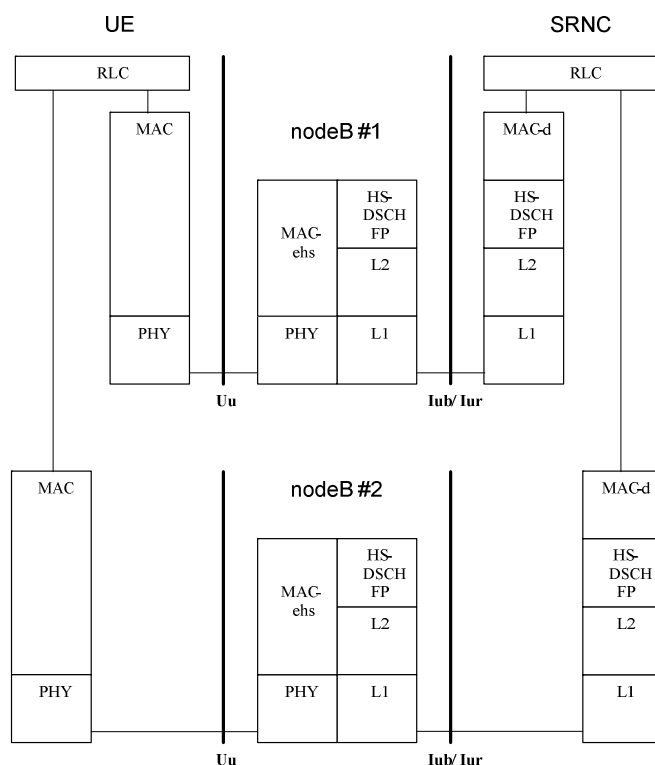 UE
SRNC
RLC
RLC
MAC
nodeB #1
MAC-d
MAC-
ehs
HS-
DSCH
FP
HS-
DSCH
FP
L2
L2
PHY
PHY
L1
L1
Uu
Iub/ Iur
MAC
nodeB #2
MAC-d
MAC-
ehs
HS-
DSCH
FP
HS-
DSCH
FP
L2
L2
PHY
PHY
L1
L1
Uu
Iub/ Iur